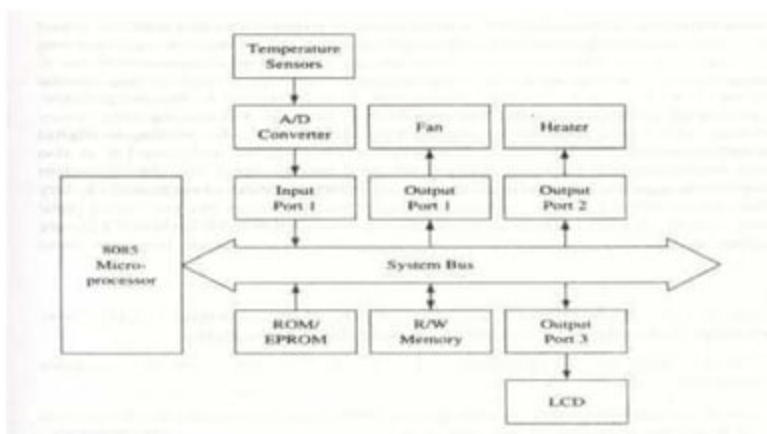 Temperature
Sensors
A/D
Converter
Fan
Heater
Input
Port 1
Output
Port 1
Output
Port 2
8085
Micro-
processor
System Bus
ROM/
EPROM
R/W
Memory
Output
Port 3
LCD